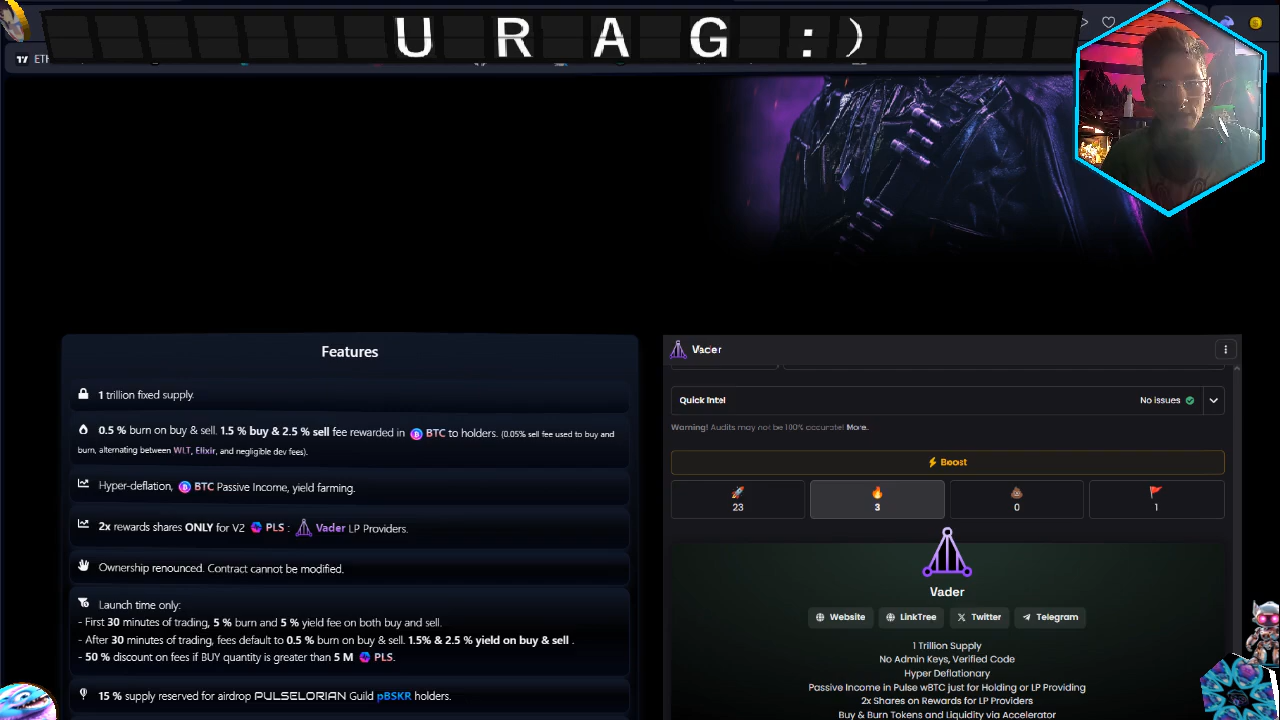 U R A G : )
ETH
Features
1 trillion fixed supply.
0.5 % burn on buy & sell. 1.5 % buy & 2.5 % sell fee rewarded in BTC to holders. (0.05% sell fee used to buy and
burn, alternating between WLT, Elixir, and negligible dev fees).
Hyper-deflation, BTC Passive Income, yield farming.
2x rewards shares ONLY for V2 PLS : Vader LP Providers.
Ownership renounced. Contract cannot be modified.
Launch time only:
- First 30 minutes of trading, 5 % burn and 5 % yield fee on both buy and sell.
- After 30 minutes of trading, fees default to 0.5 % burn on buy & sell. 1.5% & 2.5 % yield on buy & sell .
- 50 % discount on fees if BUY quantity is greater than 5 M PLS.
15 % supply reserved for airdrop PULSELORIAN Guild pBSKR holders.
Vader
Quick Intel No issues
Warning! Audits may not be 100% accurate! More.
Boost
23 3 0 1
Vader
Website LinkTree Twitter Telegram
1 Trillion Supply
No Admin Keys, Verified Code
Hyper Deflationary
Passive Income in Pulse wBTC just for Holding or LP Providing
2x Shares on Rewards for LP Providers
Buy & Burn Tokens and Liquidity via Accelerator